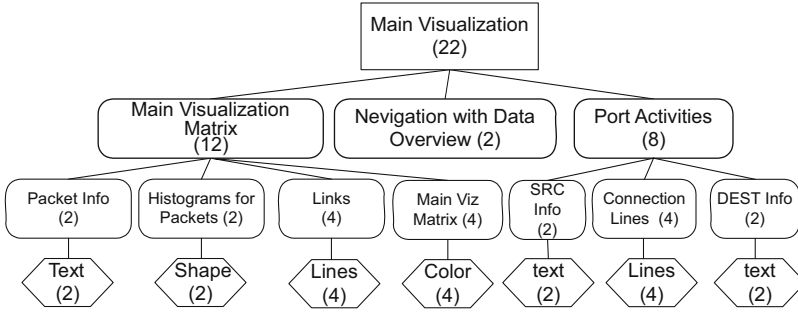 Main Visualization
(22)
Main Visualization
Matrix
(12)
Nevigation with Data
Overview (2)
Port Activities
(8)
Packet Info
(2)
Histograms for
Packets (2)
Links
(4)
Main Viz
Matrix (4)
SRC
Info
(2)
Connection
Lines (4)
DEST Info
(2)
Text
(2)
Shape
(2)
Lines
(4)
Color
(4)
text
(2)
Lines
(4)
text
(2)